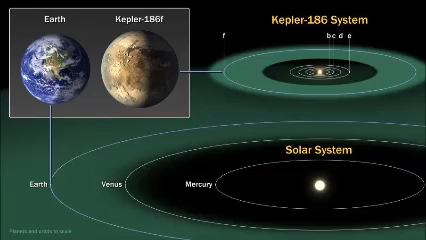 Earth
Kepler-186f
Kepler-186 System
f
b c d e
Solar System
Earth
Venus
Mercury
Planets and orbits to scale